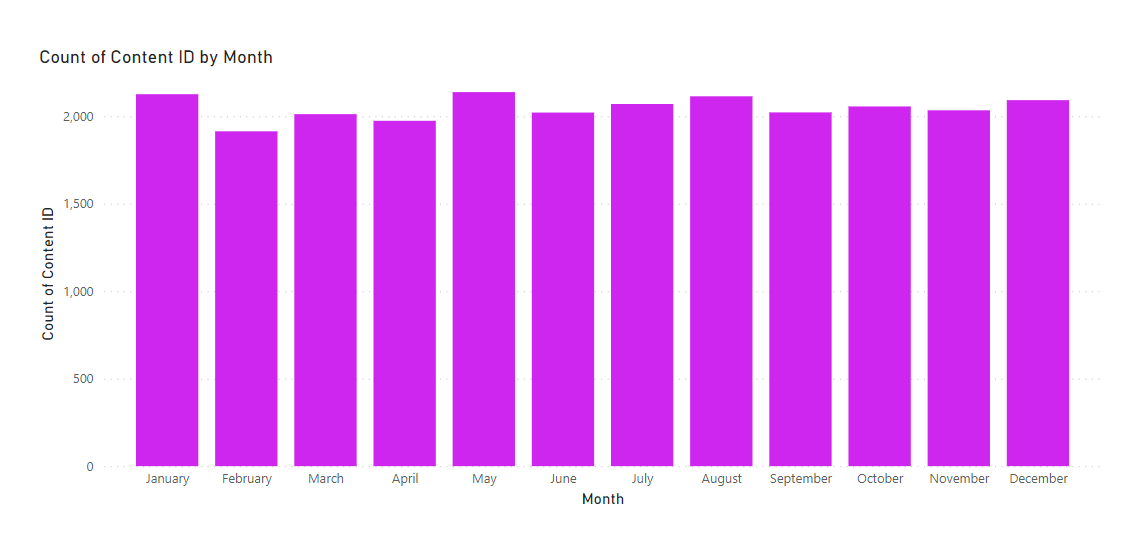 Count of Content ID by Month
Count of Content ID
2,000
1,500
1,000
500
0
January February March April May June July August September October November December
Month